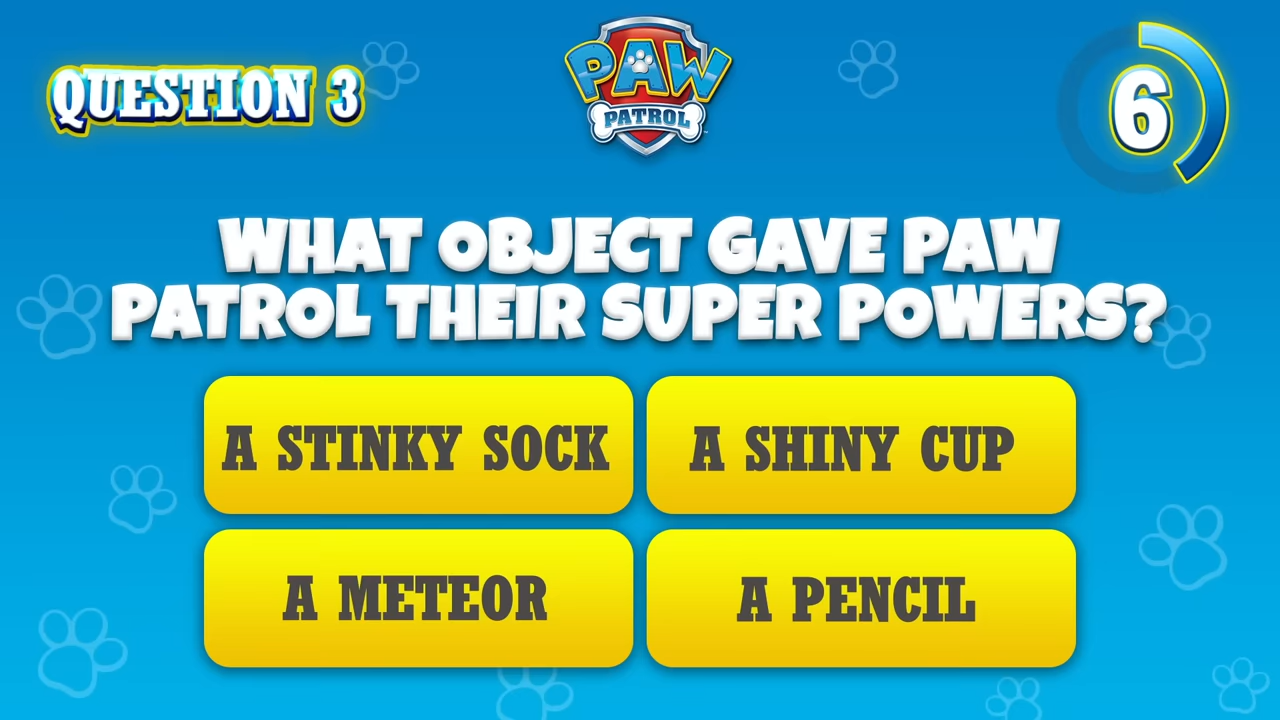 QUESTION 3
PAW
PATROL
6
WHAT OBJECT GAVE PAW
PATROL THEIR SUPER POWERS?
A STINKY SOCK
A SHINY CUP
A METEOR
A PENCIL